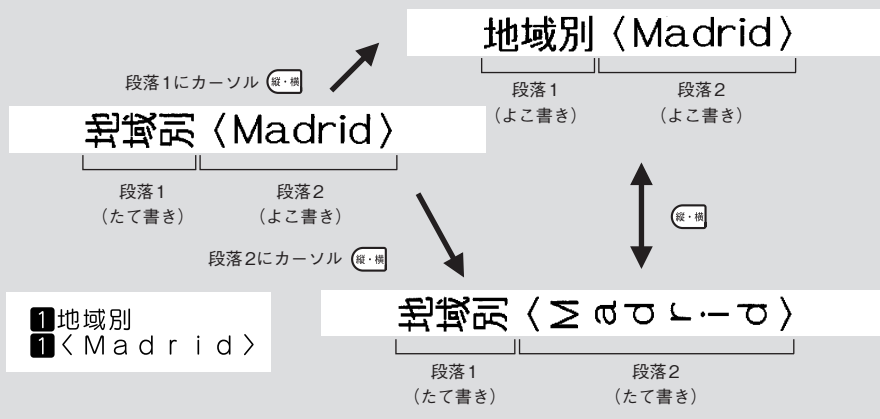 地域別〈Madrid〉
段落1
(よこ書き)
段落2
(よこ書き)
段落1にカーソル 縦・横
地域別〈Madrid〉
段落1
(たて書き)
段落2
(よこ書き)
縦・横
段落2にカーソル 縦・横
1地域別
1〈Madrid〉
地域別〈Madrid〉
段落1
(たて書き)
段落2
(たて書き)